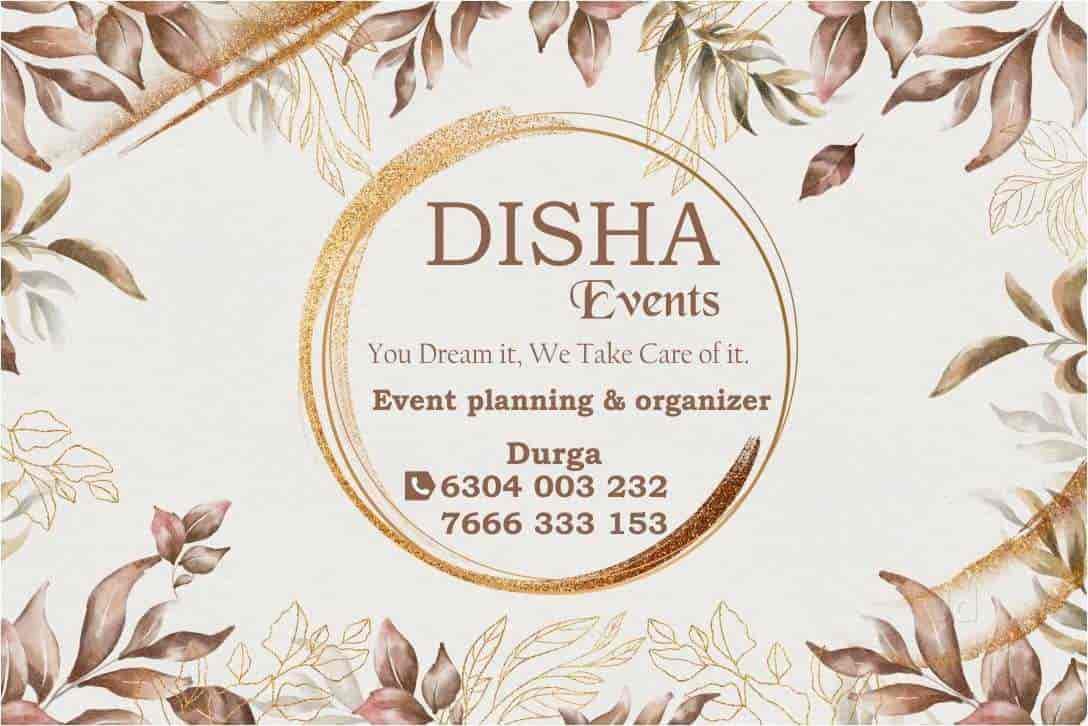 DISHA
Events
You Dream it, We Take Care of it.
Event planning & organizer
Durga
6304 003 232
7666 333 153